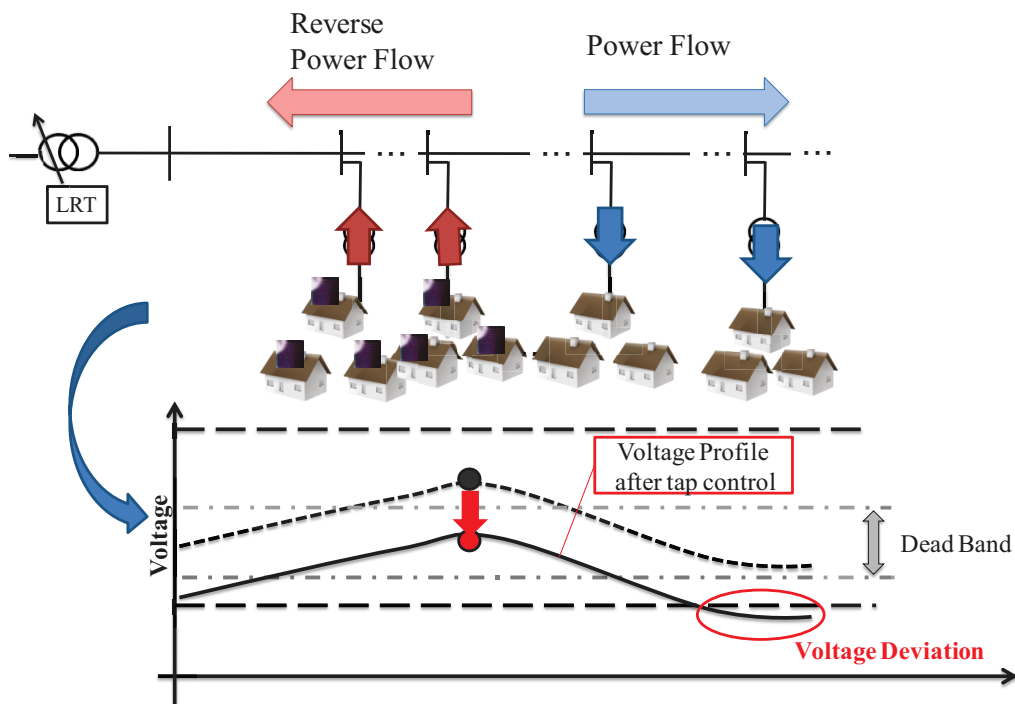 Reverse
Power Flow
Power Flow
LRT
Voltage Profile
after tap control
Voltage
Dead Band
Voltage Deviation